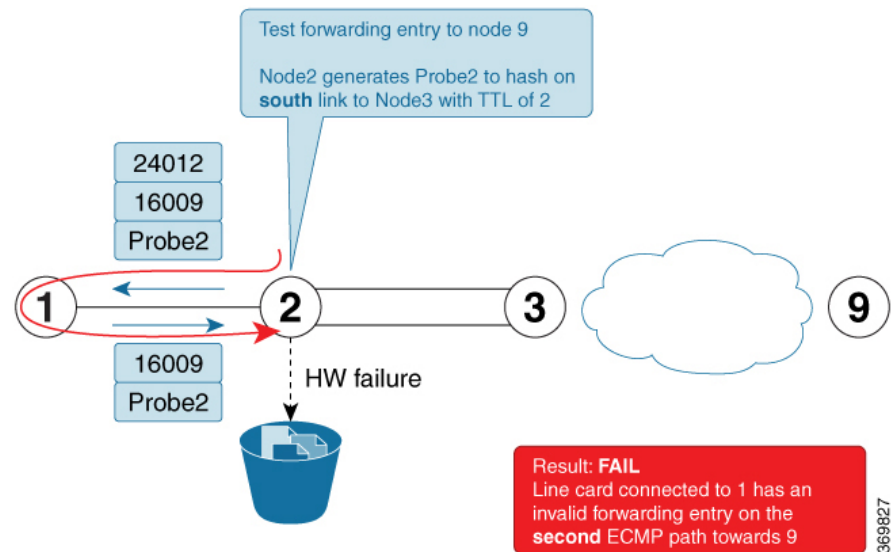 Test forwarding entry to node 9
Node2 generates Probe2 to hash on
south link to Node3 with TTL of 2
24012
16009
Probe2
1
2
3
9
16009
Probe2
HW failure
Result: FAIL
Line card connected to 1 has an
invalid forwarding entry on the
second ECMP path towards 9
369827